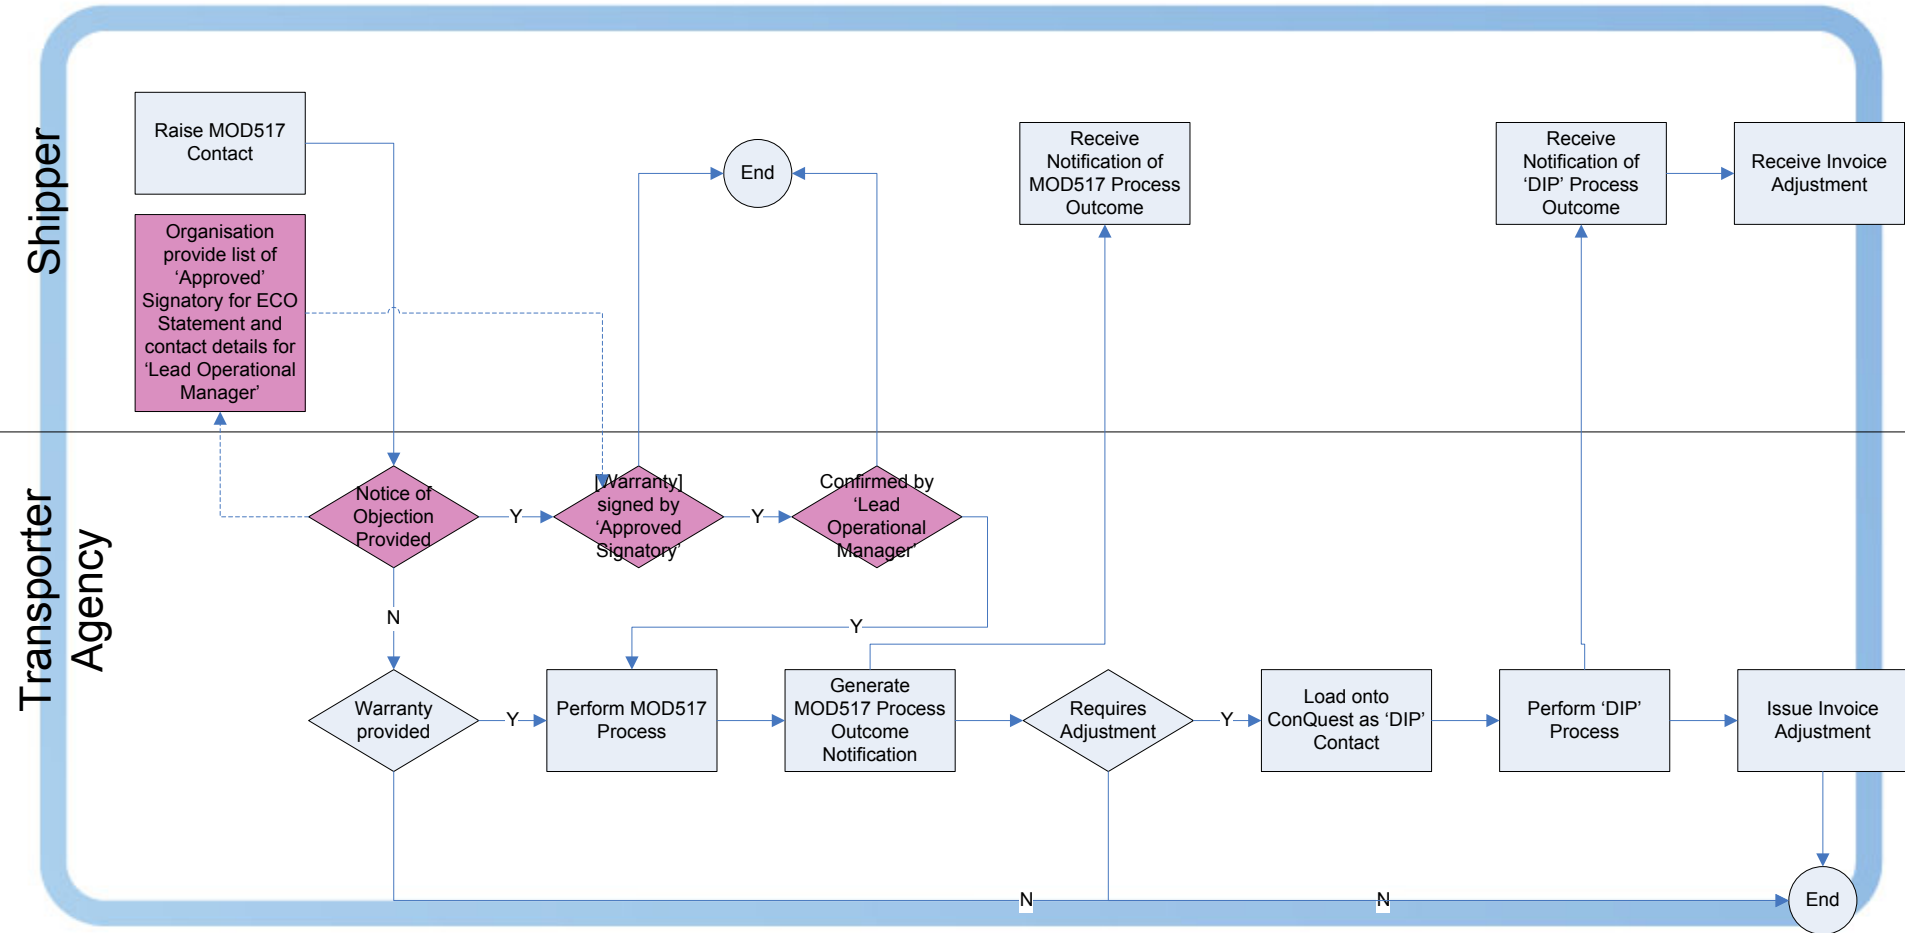 Shipper
Raise MOD517
Contact
Organisation
provide list of
‘Approved’
Signatory for ECO
Statement and
contact details for
‘Lead Operational
Manager’
End
Receive
Notification of
MOD517 Process
Outcome
Receive
Notification of
‘DIP’ Process
Outcome
Receive Invoice
Adjustment
Transporter
Agency
Notice of
Objection
Provided
Y
[Warranty]
signed by
‘Approved
Signatory’
Y
Confirmed by
‘Lead
Operational
Manager’
N
Y
Warranty
provided
Y
Perform MOD517
Process
Generate
MOD517 Process
Outcome
Notification
Requires
Adjustment
Y
Load onto
ConQuest as ‘DIP’
Contact
Perform ‘DIP’
Process
Issue Invoice
Adjustment
N
N
End